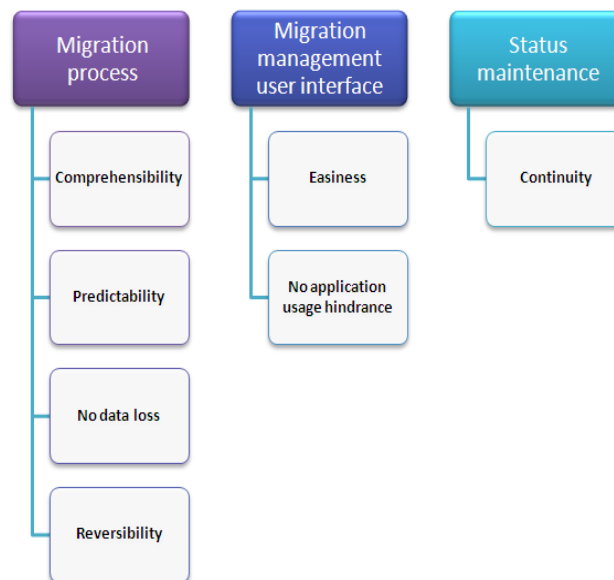 Migration
process
Comprehensibility
Predictability
No data loss
Reversibility
Migration
management
user interface
Easiness
No application
usage hindrance
Status
maintenance
Continuity